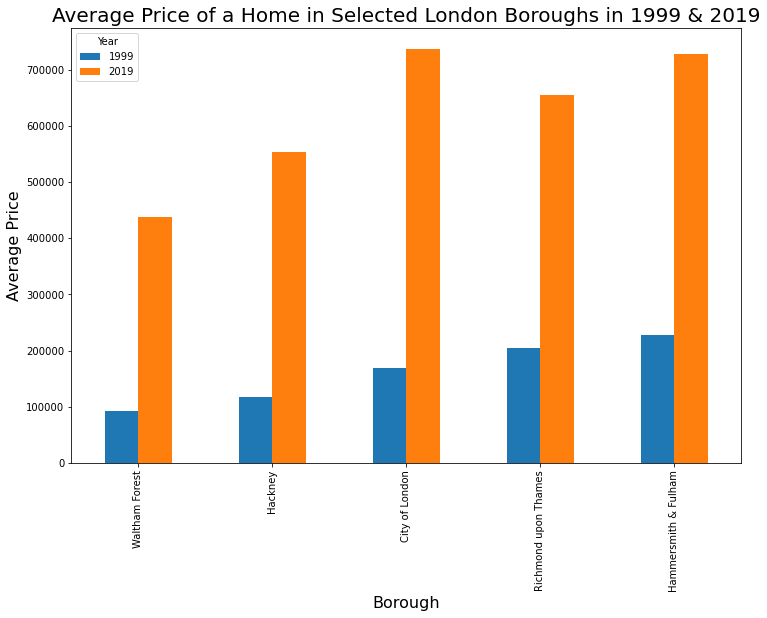 Average Price of a Home in Selected London Boroughs in 1999 & 2019
Year
1999
2019
Average Price
700000
600000
500000
400000
300000
200000
100000
0
Waltham Forest
Hackney
City of London
Richmond upon Thames
Hammersmith & Fulham
Borough